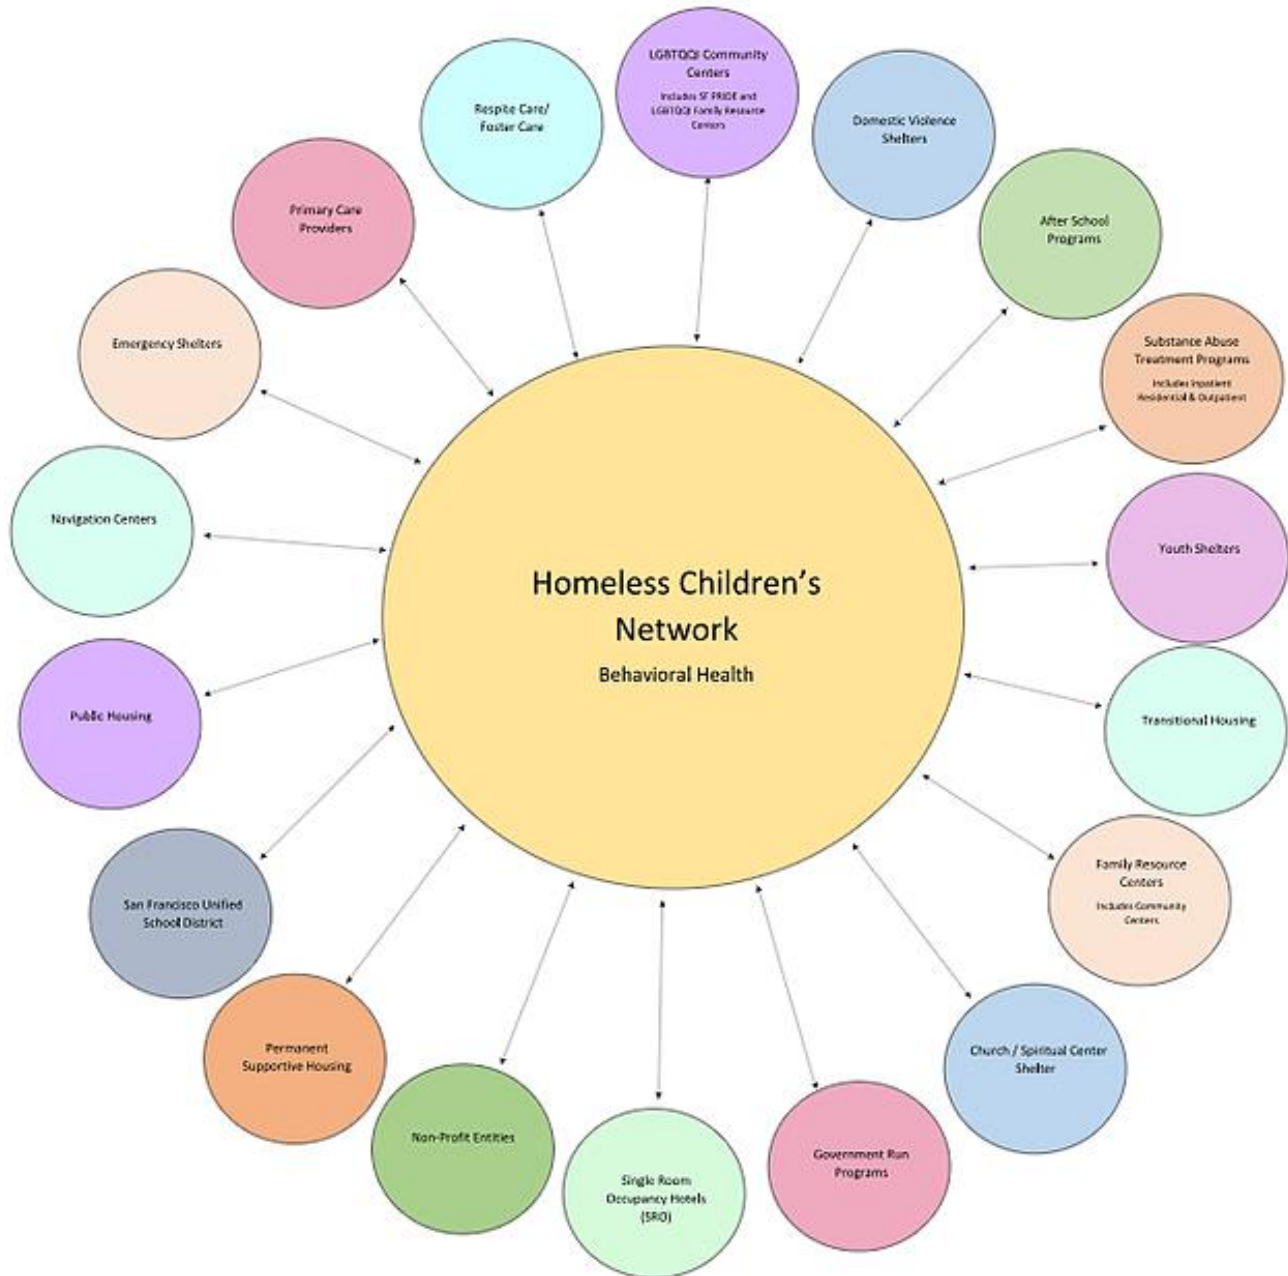 LGBTQQI Community
Centers
Includes SF PRIDE and
LGBTQQI Family Resource
Centers
Domestic Violence
Shelters
After School
Programs
Substance Abuse
Treatment Programs
Includes Inpatient
Residential & Outpatient
Youth Shelters
Transitional Housing
Family Resource
Centers
Includes Community
Centers
Church / Spiritual Center
Shelter
Government Run
Programs
Single Room
Occupancy Hotels
(SRO)
Non-Profit Entities
Permanent
Supportive Housing
San Francisco Unified
School District
Public Housing
Navigation Centers
Emergency Shelters
Primary Care
Providers
Respite Care/
Foster Care
Homeless Children's
Network
Behavioral Health